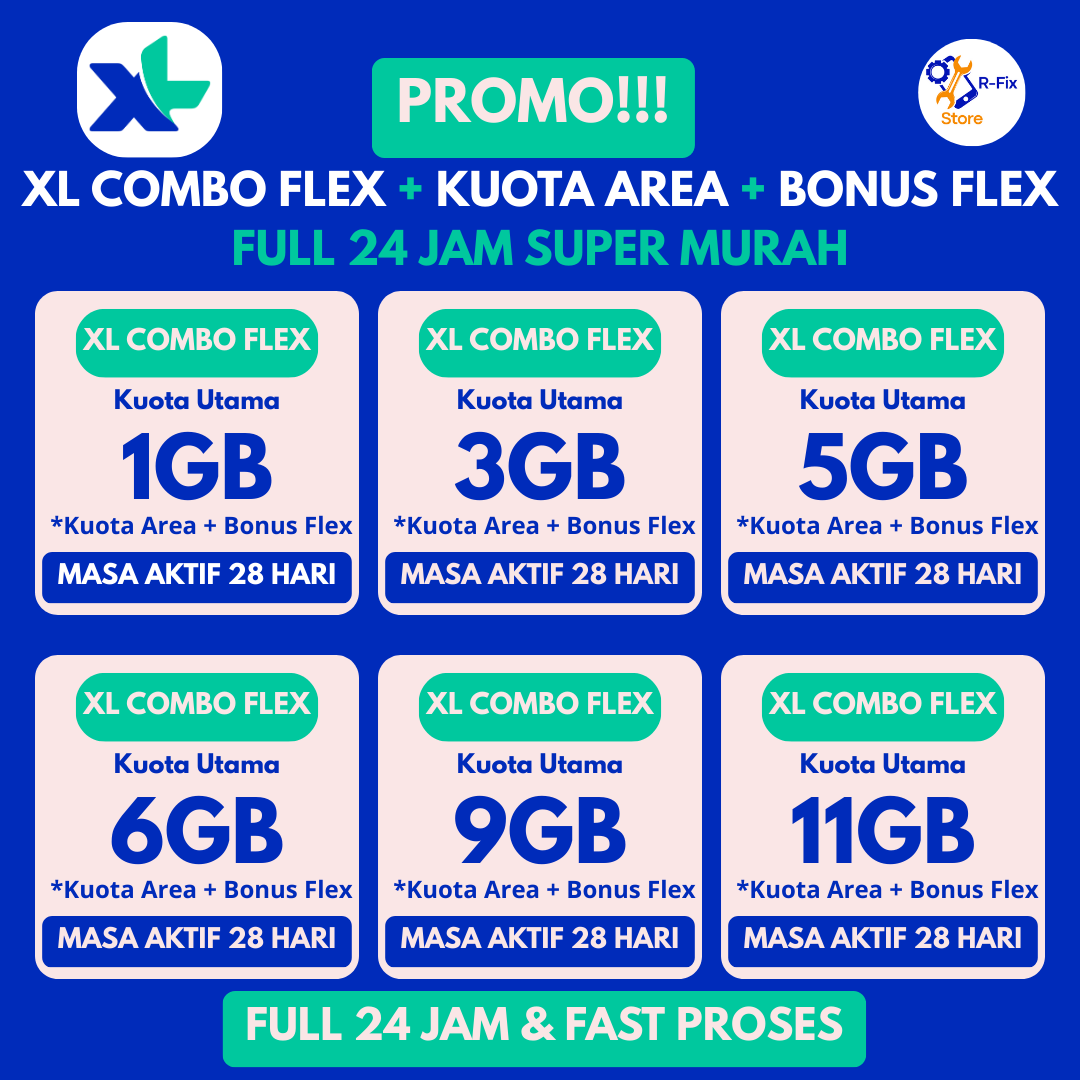 XL
PROMO!!!
R-Fix
Store
XL COMBO FLEX + KUOTA AREA + BONUS FLEX
FULL 24 JAM SUPER MURAH
XL COMBO FLEX
Kuota Utama
1GB
*Kuota Area + Bonus Flex
MASA AKTIF 28 HARI
XL COMBO FLEX
Kuota Utama
3GB
*Kuota Area + Bonus Flex
MASA AKTIF 28 HARI
XL COMBO FLEX
Kuota Utama
5GB
*Kuota Area + Bonus Flex
MASA AKTIF 28 HARI
XL COMBO FLEX
Kuota Utama
6GB
*Kuota Area + Bonus Flex
MASA AKTIF 28 HARI
XL COMBO FLEX
Kuota Utama
9GB
*Kuota Area + Bonus Flex
MASA AKTIF 28 HARI
XL COMBO FLEX
Kuota Utama
11GB
*Kuota Area + Bonus Flex
MASA AKTIF 28 HARI
FULL 24 JAM & FAST PROSES